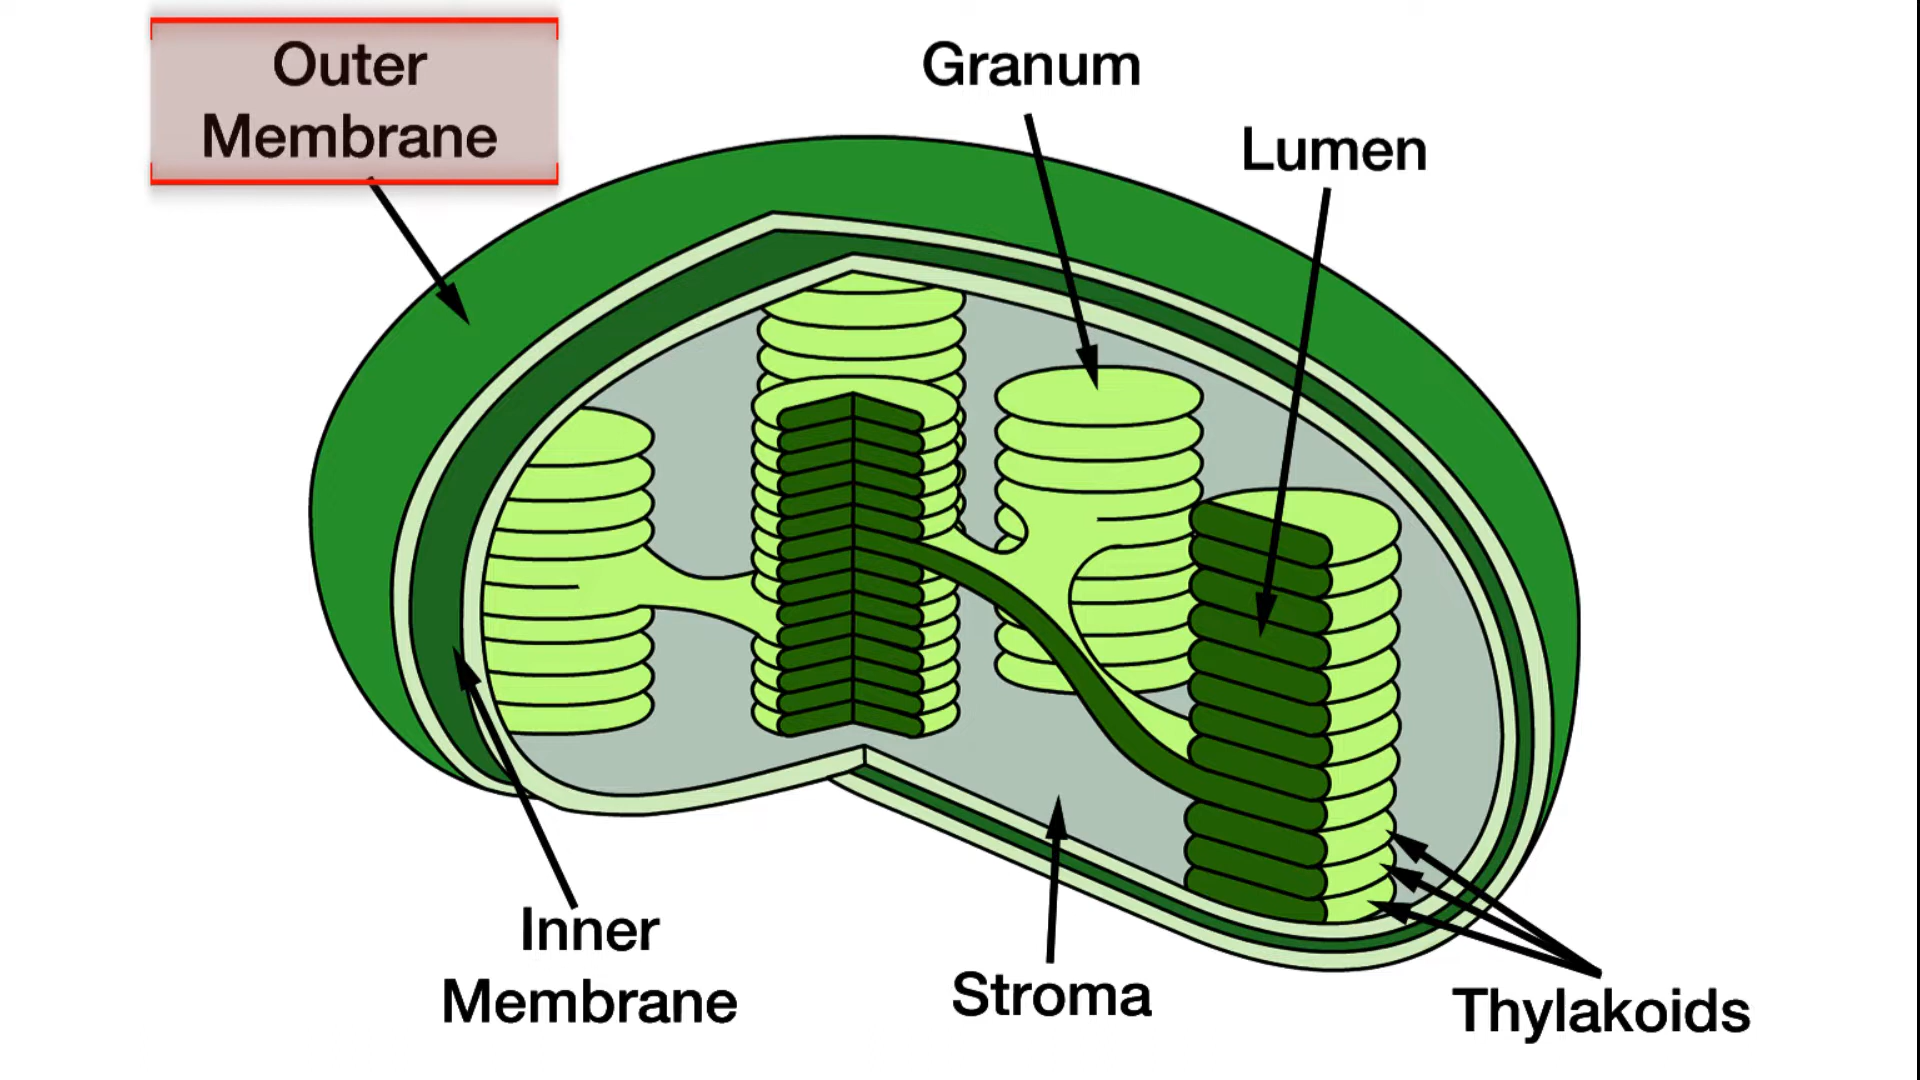 Outer
Membrane
Granum
Lumen
Inner
Membrane
Stroma
Thylakoids